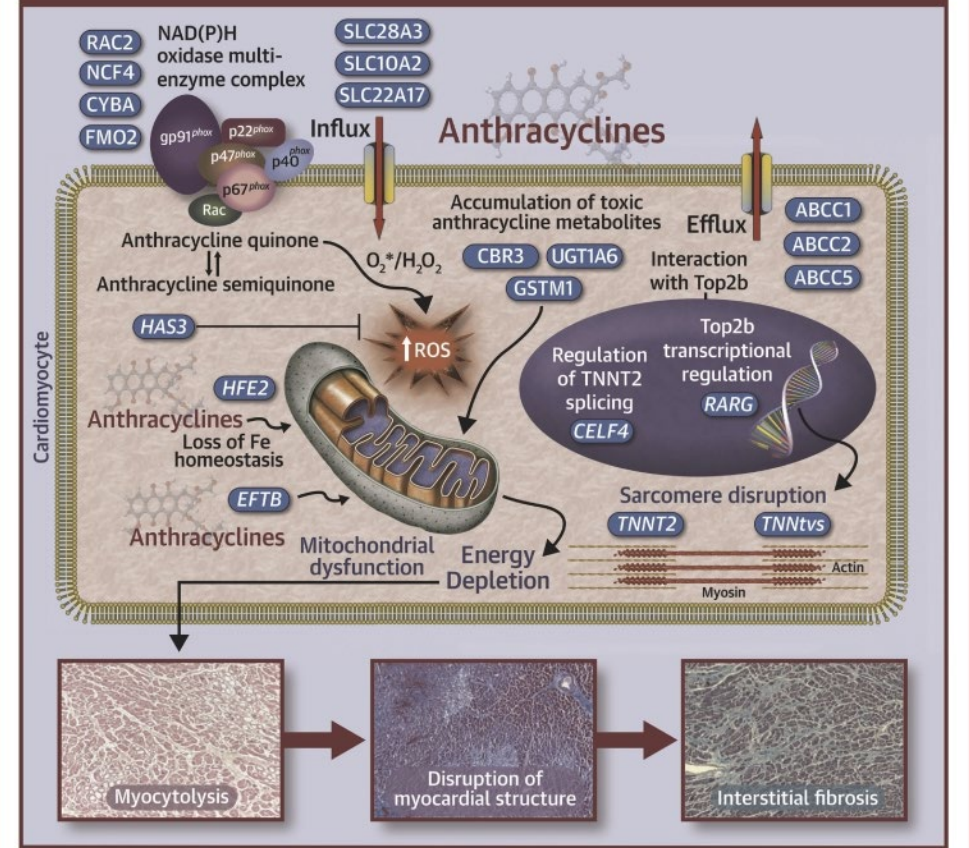 RAC2
NCF4
CYBA
FMO2
NAD(P)H
oxidase multi-
enzyme complex
gp91phox
p22phox
p47phox
p40phox
p67phox
Rac
SLC28A3
SLC10A2
SLC22A17
Influx
Anthracyclines
Efflux
ABCC1
ABCC2
ABCC5
Anthracycline quinone
Anthracycline semiquinone
O2*/H2O2
Accumulation of toxic
anthracycline metabolites
CBR3
UGT1A6
GSTM1
Interaction
with Top2b
HAS3
↑ROS
Regulation
of TNNT2
splicing
CELF4
Top2b
transcriptional
regulation
RARG
Cardiomyocyte
HFE2
Anthracyclines
Loss of Fe
homeostasis
EFTB
Anthracyclines
Mitochondrial
dysfunction
Energy
Depletion
Sarcomere disruption
TNNT2
TNNtvs
Actin
Myosin
Myocytolysis
Disruption of
myocardial structure
Interstitial fibrosis